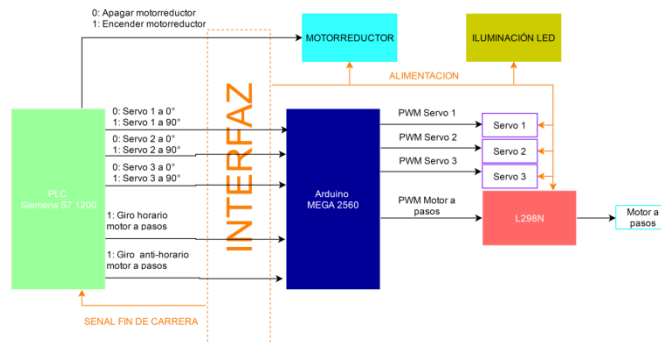 0: Apagar motorreductor
1: Encender motorreductor
MOTORREDUCTOR
ILUMINACIÓN LED
ALIMENTACION
INTERFAZ
0: Servo 1 a 0°
1: Servo 1 a 90°
0: Servo 2 a 0°
1: Servo 2 a 90°
0: Servo 3 a 0°
1: Servo 3 a 90°
PLC
Siemens S7 1200
1: Giro horario
motor a pasos
1: Giro anti-horario
motor a pasos
SENAL FIN DE CARRERA
Arduino
MEGA 2560
PWM Servo 1
PWM Servo 2
PWM Servo 3
PWM Motor a
pasos
Servo 1
Servo 2
Servo 3
L298N
Motor a
pasos